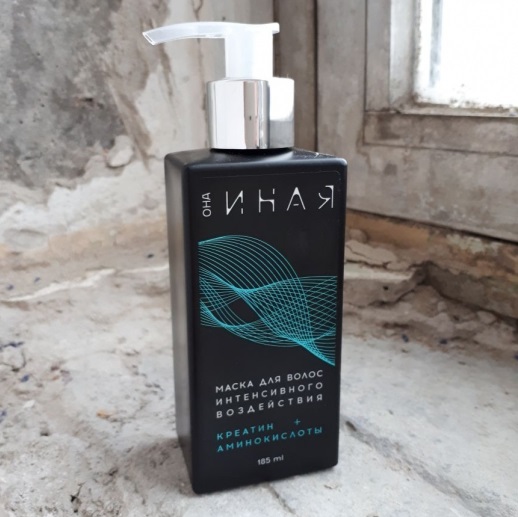 ОНА ИНАЯ
МАСКА ДЛЯ ВОЛОС
ИНТЕНСИВНОГО
ВОЗДЕЙСТВИЯ
КРЕАТИН +
АМИНОКИСЛОТЫ
185 ml